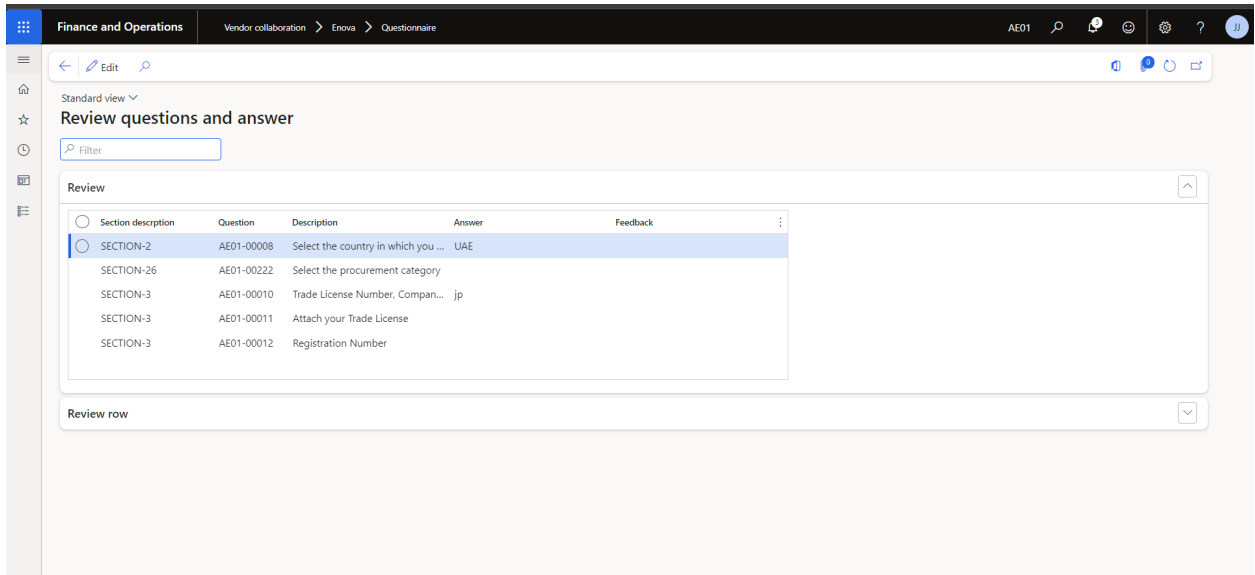 Finance and Operations Vendor collaboration Enova Questionnaire AE01 5 ? JJ
Edit 0
Standard view
Review questions and answer
Filter
Review
Section descrption Question Description Answer Feedback
SECTION-2 AE01-00008 Select the country in which you ... UAE
SECTION-26 AE01-00222 Select the procurement category
SECTION-3 AE01-00010 Trade License Number, Compan... jp
SECTION-3 AE01-00011 Attach your Trade License
SECTION-3 AE01-00012 Registration Number
Review row